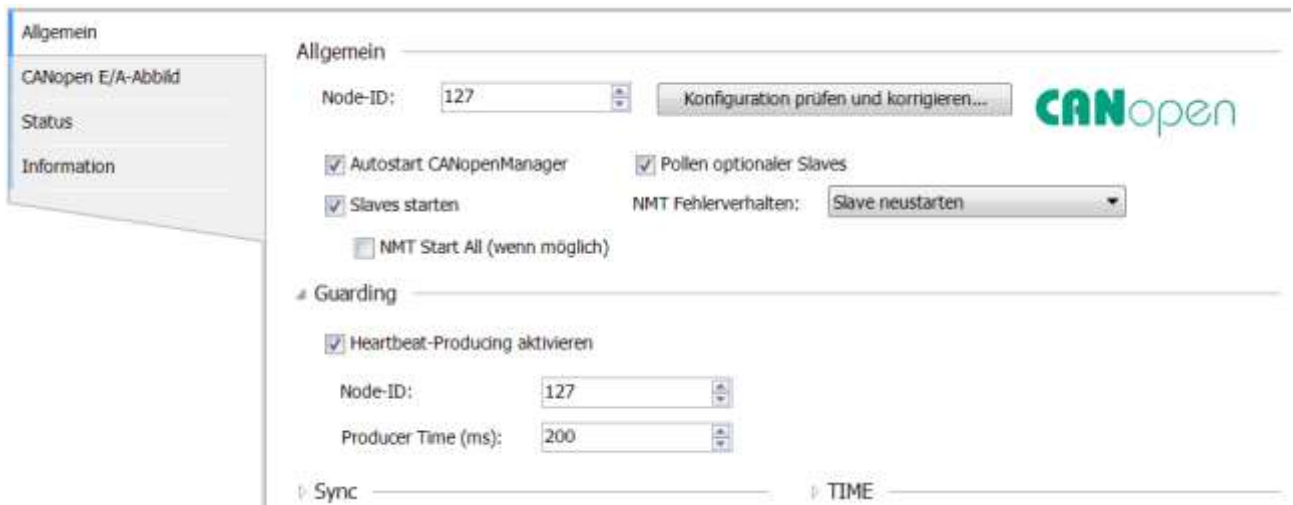 Allgemein
CANopen E/A-Abbild
Status
Information
Allgemein
Node-ID: 127 Konfiguration prüfen und korrigieren... CANopen
Autostart CANopenManager Pollen optionaler Slaves
Slaves starten NMT Fehlerverhalten: Slave neustarten
NMT Start All (wenn möglich)
Guarding
Heartbeat-Producing aktivieren
Node-ID: 127
Producer Time (ms): 200
Sync TIME